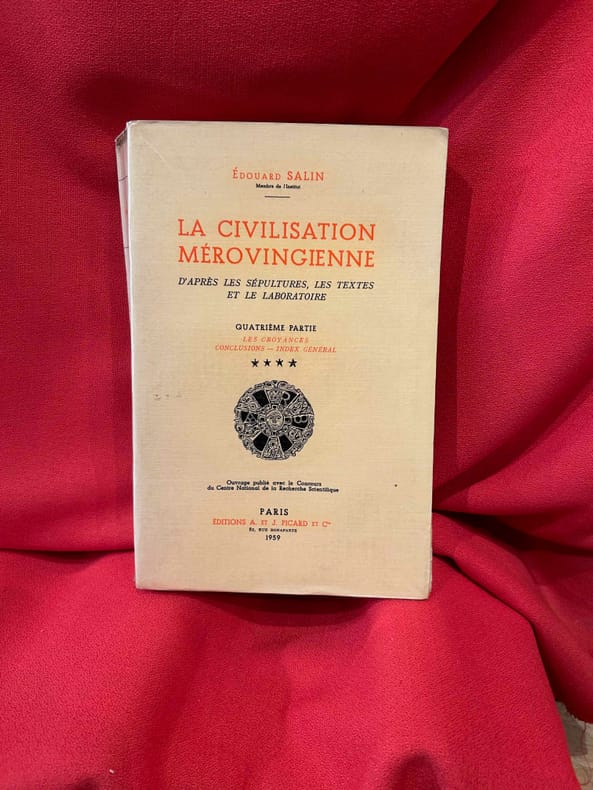 ÉDOUARD SALIN
Membre de l'Institut
LA CIVILISATION
MÉROVINGIENNE
D'APRÈS LES SÉPULTURES, LES TEXTES
ET LE LABORATOIRE
QUATRIÈME PARTIE
LES CROYANCES
CONCLUSIONS — INDEX GÉNÉRAL
★★★★
Ouvrage publié avec le Concours
du Centre National de la Recherche Scientifique
PARIS
ÉDITIONS A. ET J. PICARD ET Cie
82, RUE BONAPARTE
1959